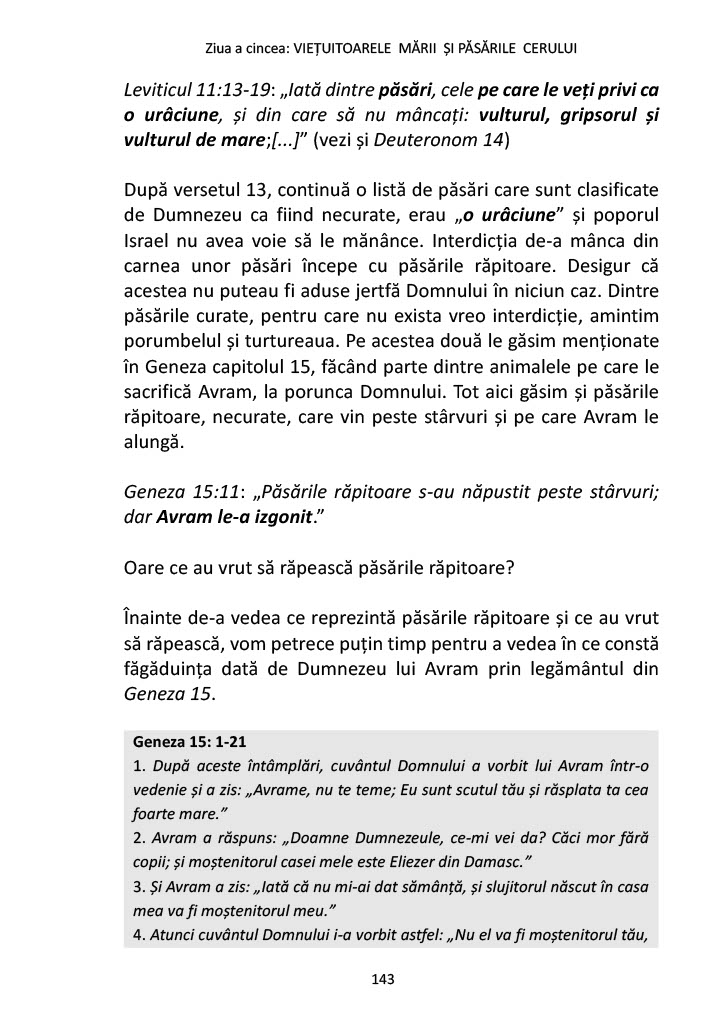 Ziua a cincea: VIEȚUITOARELE MĂRII ȘI PĂSĂRILE CERULUI
Leviticul 11:13-19: „Iată dintre păsări, cele pe care le veți privi ca
o urâciune, și din care să nu mâncați: vulturul, gripsorul și
vulturul de mare;[...]” (vezi și Deuteronom 14)
După versetul 13, continuă o listă de păsări care sunt clasificate
de Dumnezeu ca fiind necurate, erau „o urâciune” și poporul
Israel nu avea voie să le mănânce. Interdicția de-a mânca din
carnea unor păsări începe cu păsările răpitoare. Desigur că
acestea nu puteau fi aduse jertfă Domnului în niciun caz. Dintre
păsările curate, pentru care nu exista vreo interdicție, amintim
porumbelul și turtureaua. Pe acestea două le găsim menționate
în Geneza capitolul 15, făcând parte dintre animalele pe care le
sacrifică Avram, la porunca Domnului. Tot aici găsim și păsările
răpitoare, necurate, care vin peste stârvuri și pe care Avram le
alungă.
Geneza 15:11: „Păsările răpitoare s-au năpustit peste stârvuri;
dar Avram le-a izgonit.”
Oare ce au vrut să răpească păsările răpitoare?
Înainte de-a vedea ce reprezintă păsările răpitoare și ce au vrut
să răpească, vom petrece puțin timp pentru a vedea în ce constă
făgăduința dată de Dumnezeu lui Avram prin legământul din
Geneza 15.
Geneza 15: 1-21
1. După aceste întâmplări, cuvântul Domnului a vorbit lui Avram într-o
vedenie și a zis: „Avrame, nu te teme; Eu sunt scutul tău și răsplata ta cea
foarte mare.”
2. Avram a răspuns: „Doamne Dumnezeule, ce-mi vei da? Căci mor fără
copii; și moștenitorul casei mele este Eliezer din Damasc.”
3. Și Avram a zis: „Iată că nu mi-ai dat sămânță, și slujitorul născut în casa
mea va fi moștenitorul meu.”
4. Atunci cuvântul Domnului i-a vorbit astfel: „Nu el va fi moștenitorul tău,
143